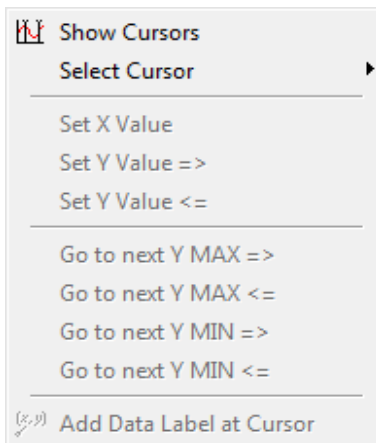 Show Cursors
Select Cursor
Set X Value
Set Y Value =>
Set Y Value <=
Go to next Y MAX =>
Go to next Y MAX <=
Go to next Y MIN =>
Go to next Y MIN <=
(x,y) Add Data Label at Cursor